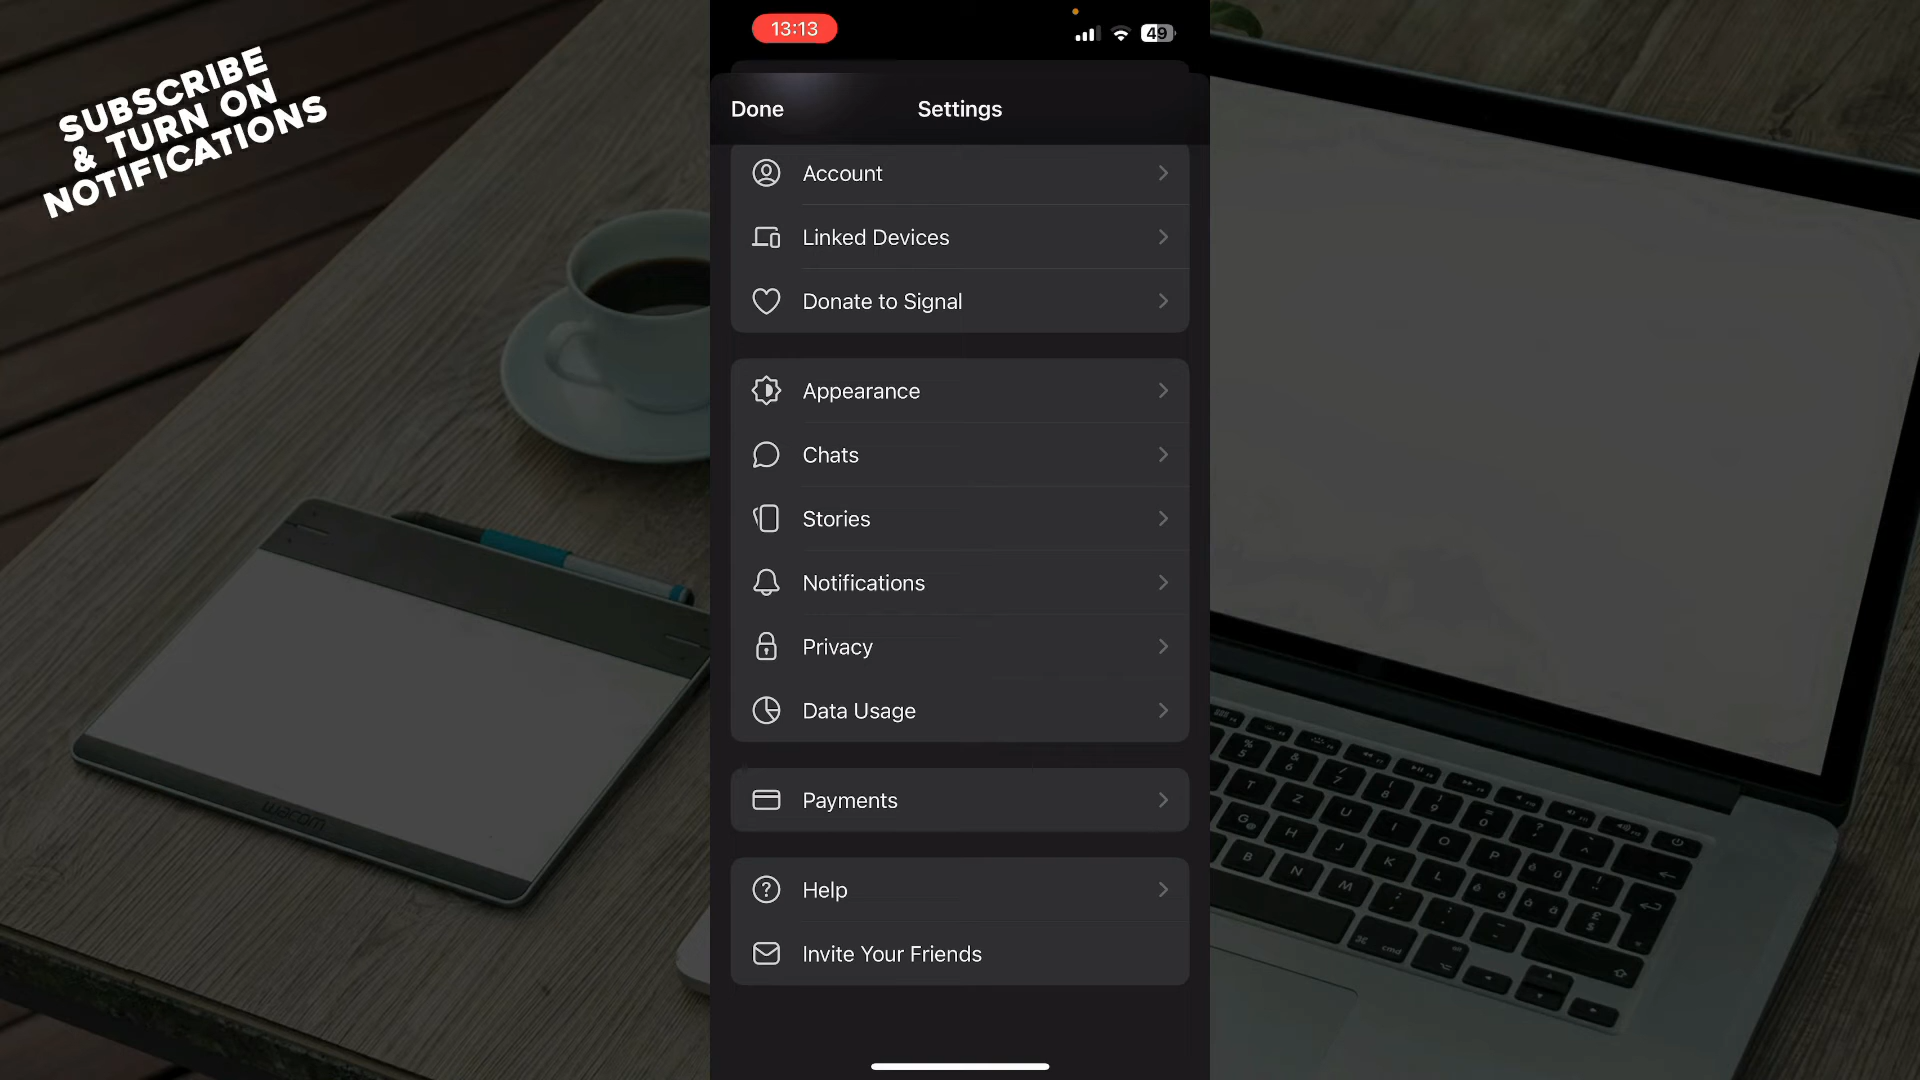 SUBSCRIBE
& TURN ON
NOTIFICATIONS
13:13
49
Done
Settings
Account
Linked Devices
Donate to Signal
Appearance
Chats
Stories
Notifications
Privacy
Data Usage
Payments
Help
Invite Your Friends
wacom